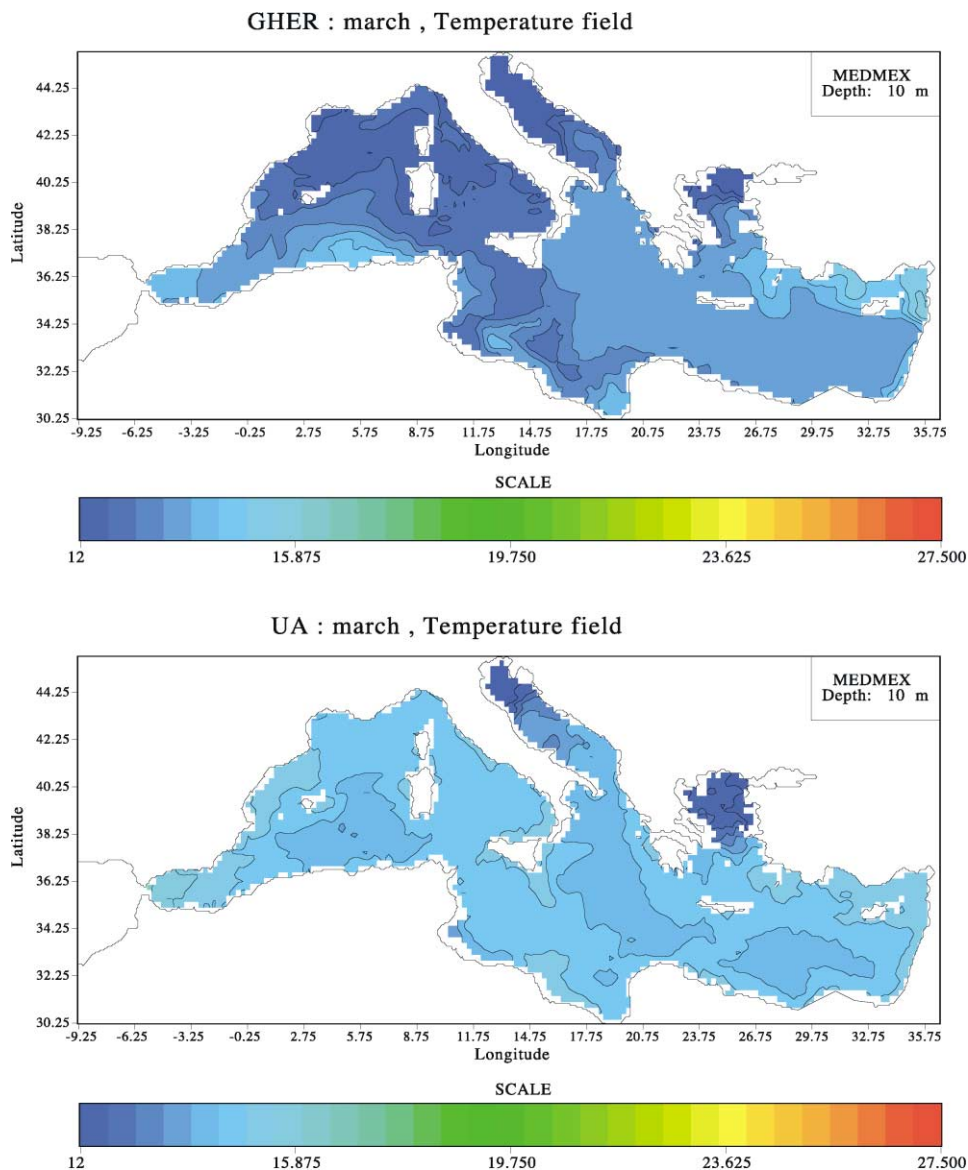 GHER : march , Temperature field
MEDMEX
Depth: 10 m
44.25
42.25
40.25
38.25
36.25
34.25
32.25
30.25
Latitude
-9.25 -6.25 -3.25 -0.25 2.75 5.75 8.75 11.75 14.75 17.75 20.75 23.75 26.75 29.75 32.75 35.75
Longitude
SCALE
12 15.875 19.750 23.625 27.500
UA : march , Temperature field
MEDMEX
Depth: 10 m
44.25
42.25
40.25
38.25
36.25
34.25
32.25
30.25
Latitude
-9.25 -6.25 -3.25 -0.25 2.75 5.75 8.75 11.75 14.75 17.75 20.75 23.75 26.75 29.75 32.75 35.75
Longitude
SCALE
12 15.875 19.750 23.625 27.500